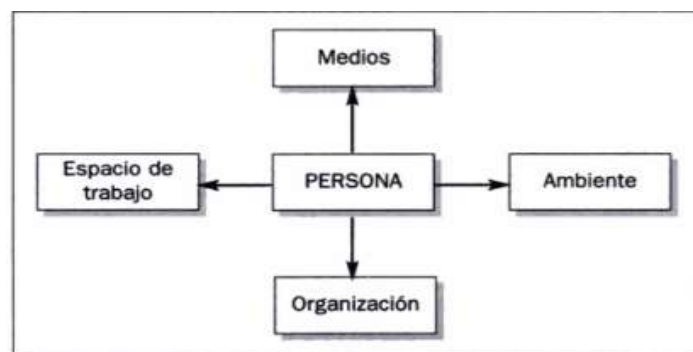 Medios
Espacio de
trabajo
PERSONA
Ambiente
Organización